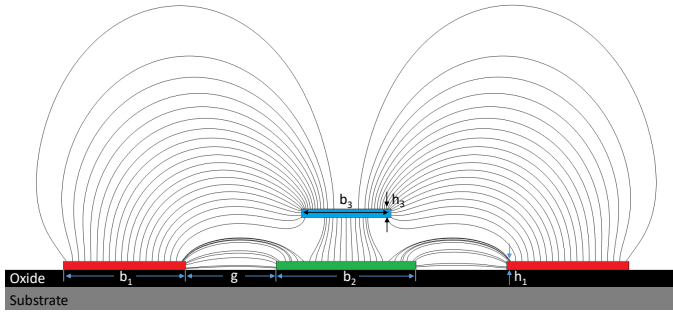 b₃
h₃
Oxide
b₁
g
b₂
h₁
Substrate